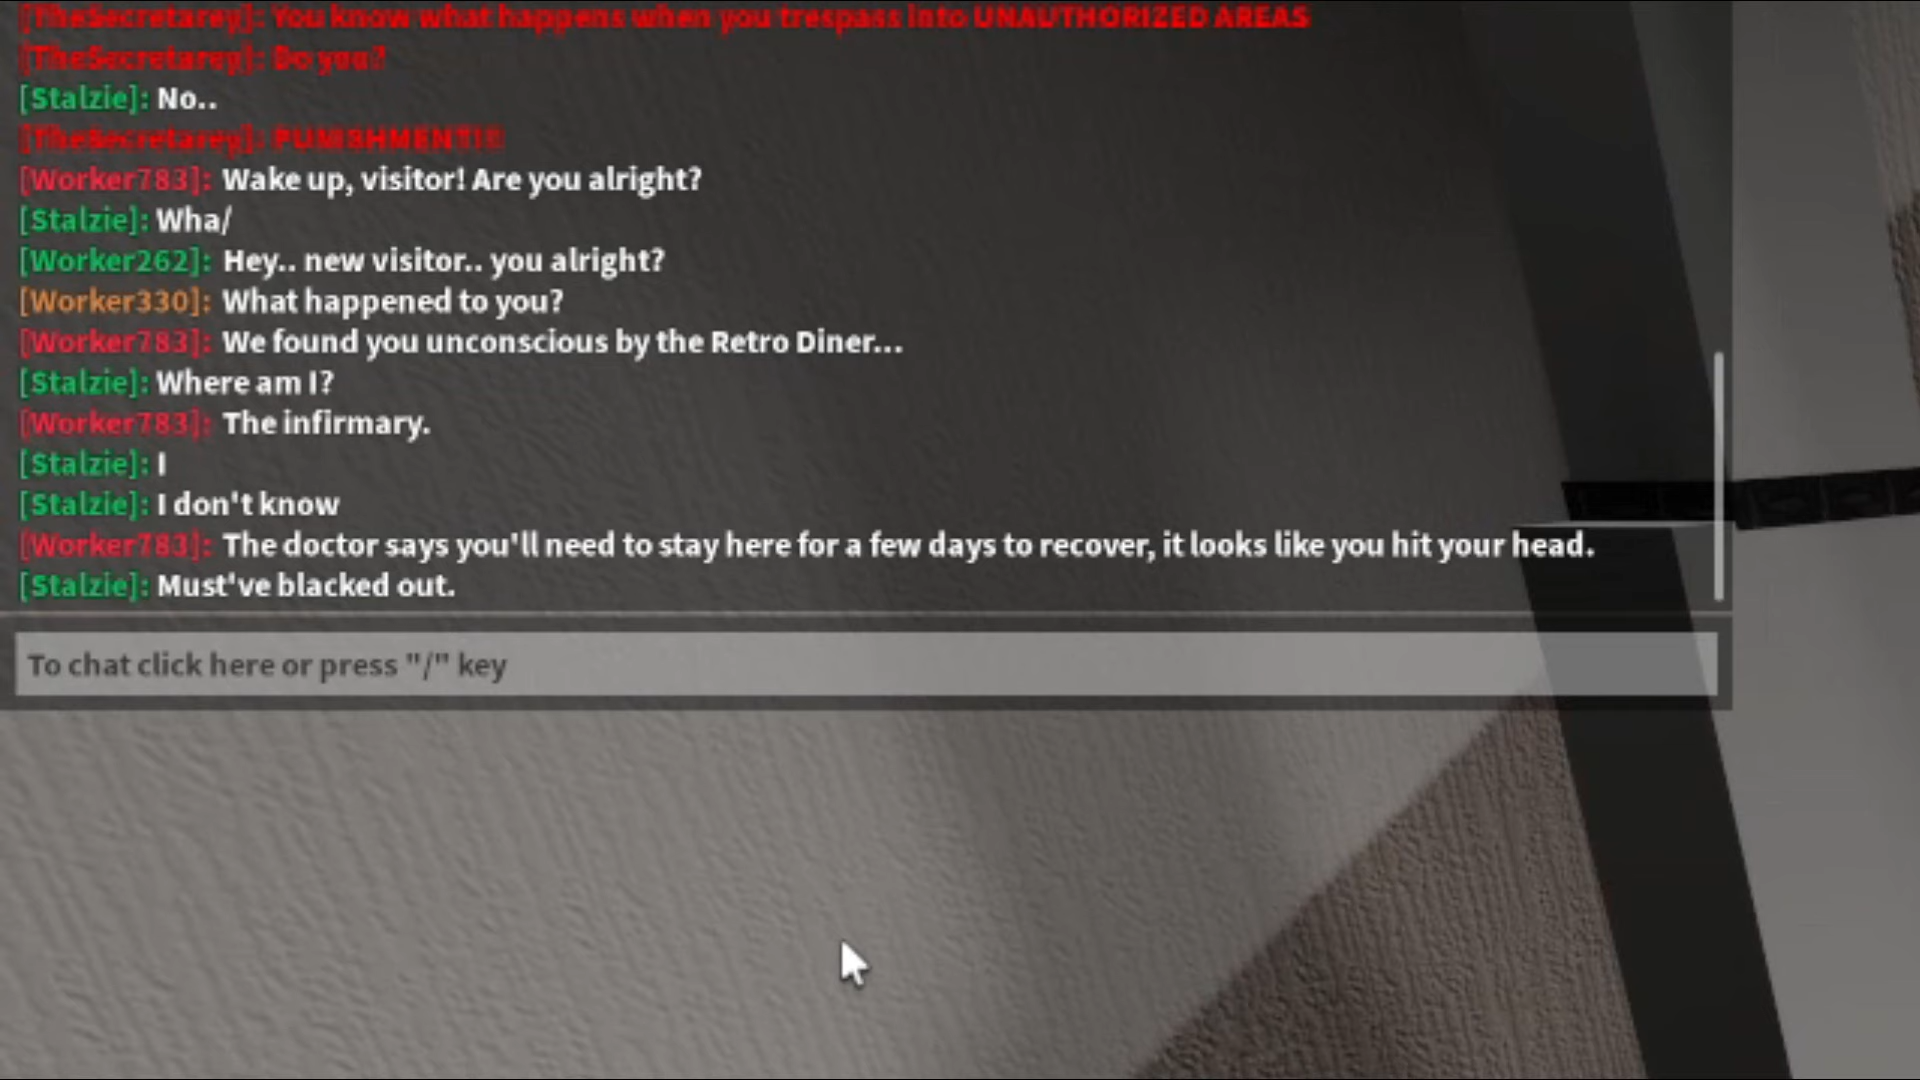 [TheSecretarey]: You know what happens when you trespass into UNAUTHORIZED AREAS
[TheSecretarey]: Do you?
[Stalzie]: No..
[TheSecretarey]: PUNISHMENT!!!
[Worker783]: Wake up, visitor! Are you alright?
[Stalzie]: Wha/
[Worker262]: Hey.. new visitor.. you alright?
[Worker330]: What happened to you?
[Worker783]: We found you unconscious by the Retro Diner...
[Stalzie]: Where am I?
[Worker783]: The infirmary.
[Stalzie]: I
[Stalzie]: I don't know
[Worker783]: The doctor says you'll need to stay here for a few days to recover, it looks like you hit your head.
[Stalzie]: Must've blacked out.
To chat click here or press "/" key